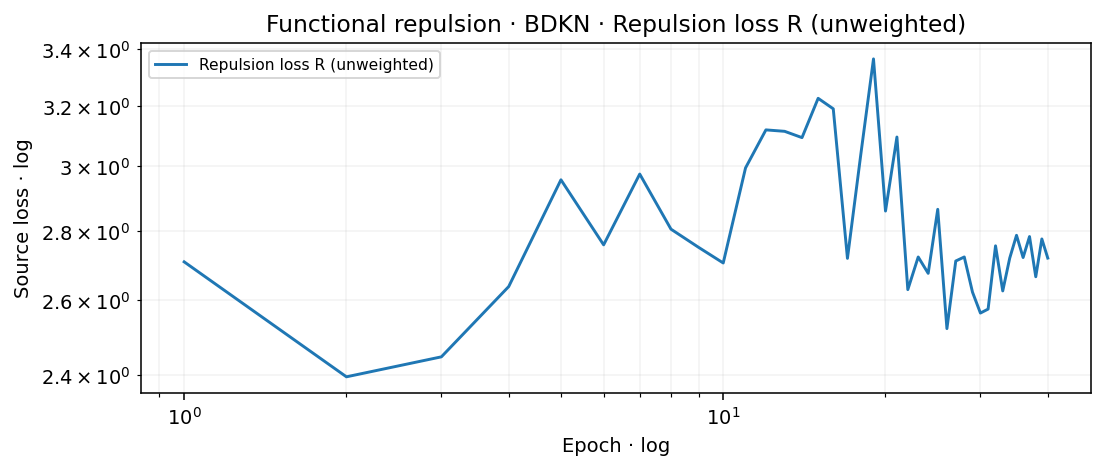 Functional repulsion · BDKN · Repulsion loss R (unweighted)
Repulsion loss R (unweighted)
Source loss · log
3.4 × 10⁰
3.2 × 10⁰
3 × 10⁰
2.8 × 10⁰
2.6 × 10⁰
2.4 × 10⁰
10⁰ 10¹
Epoch · log